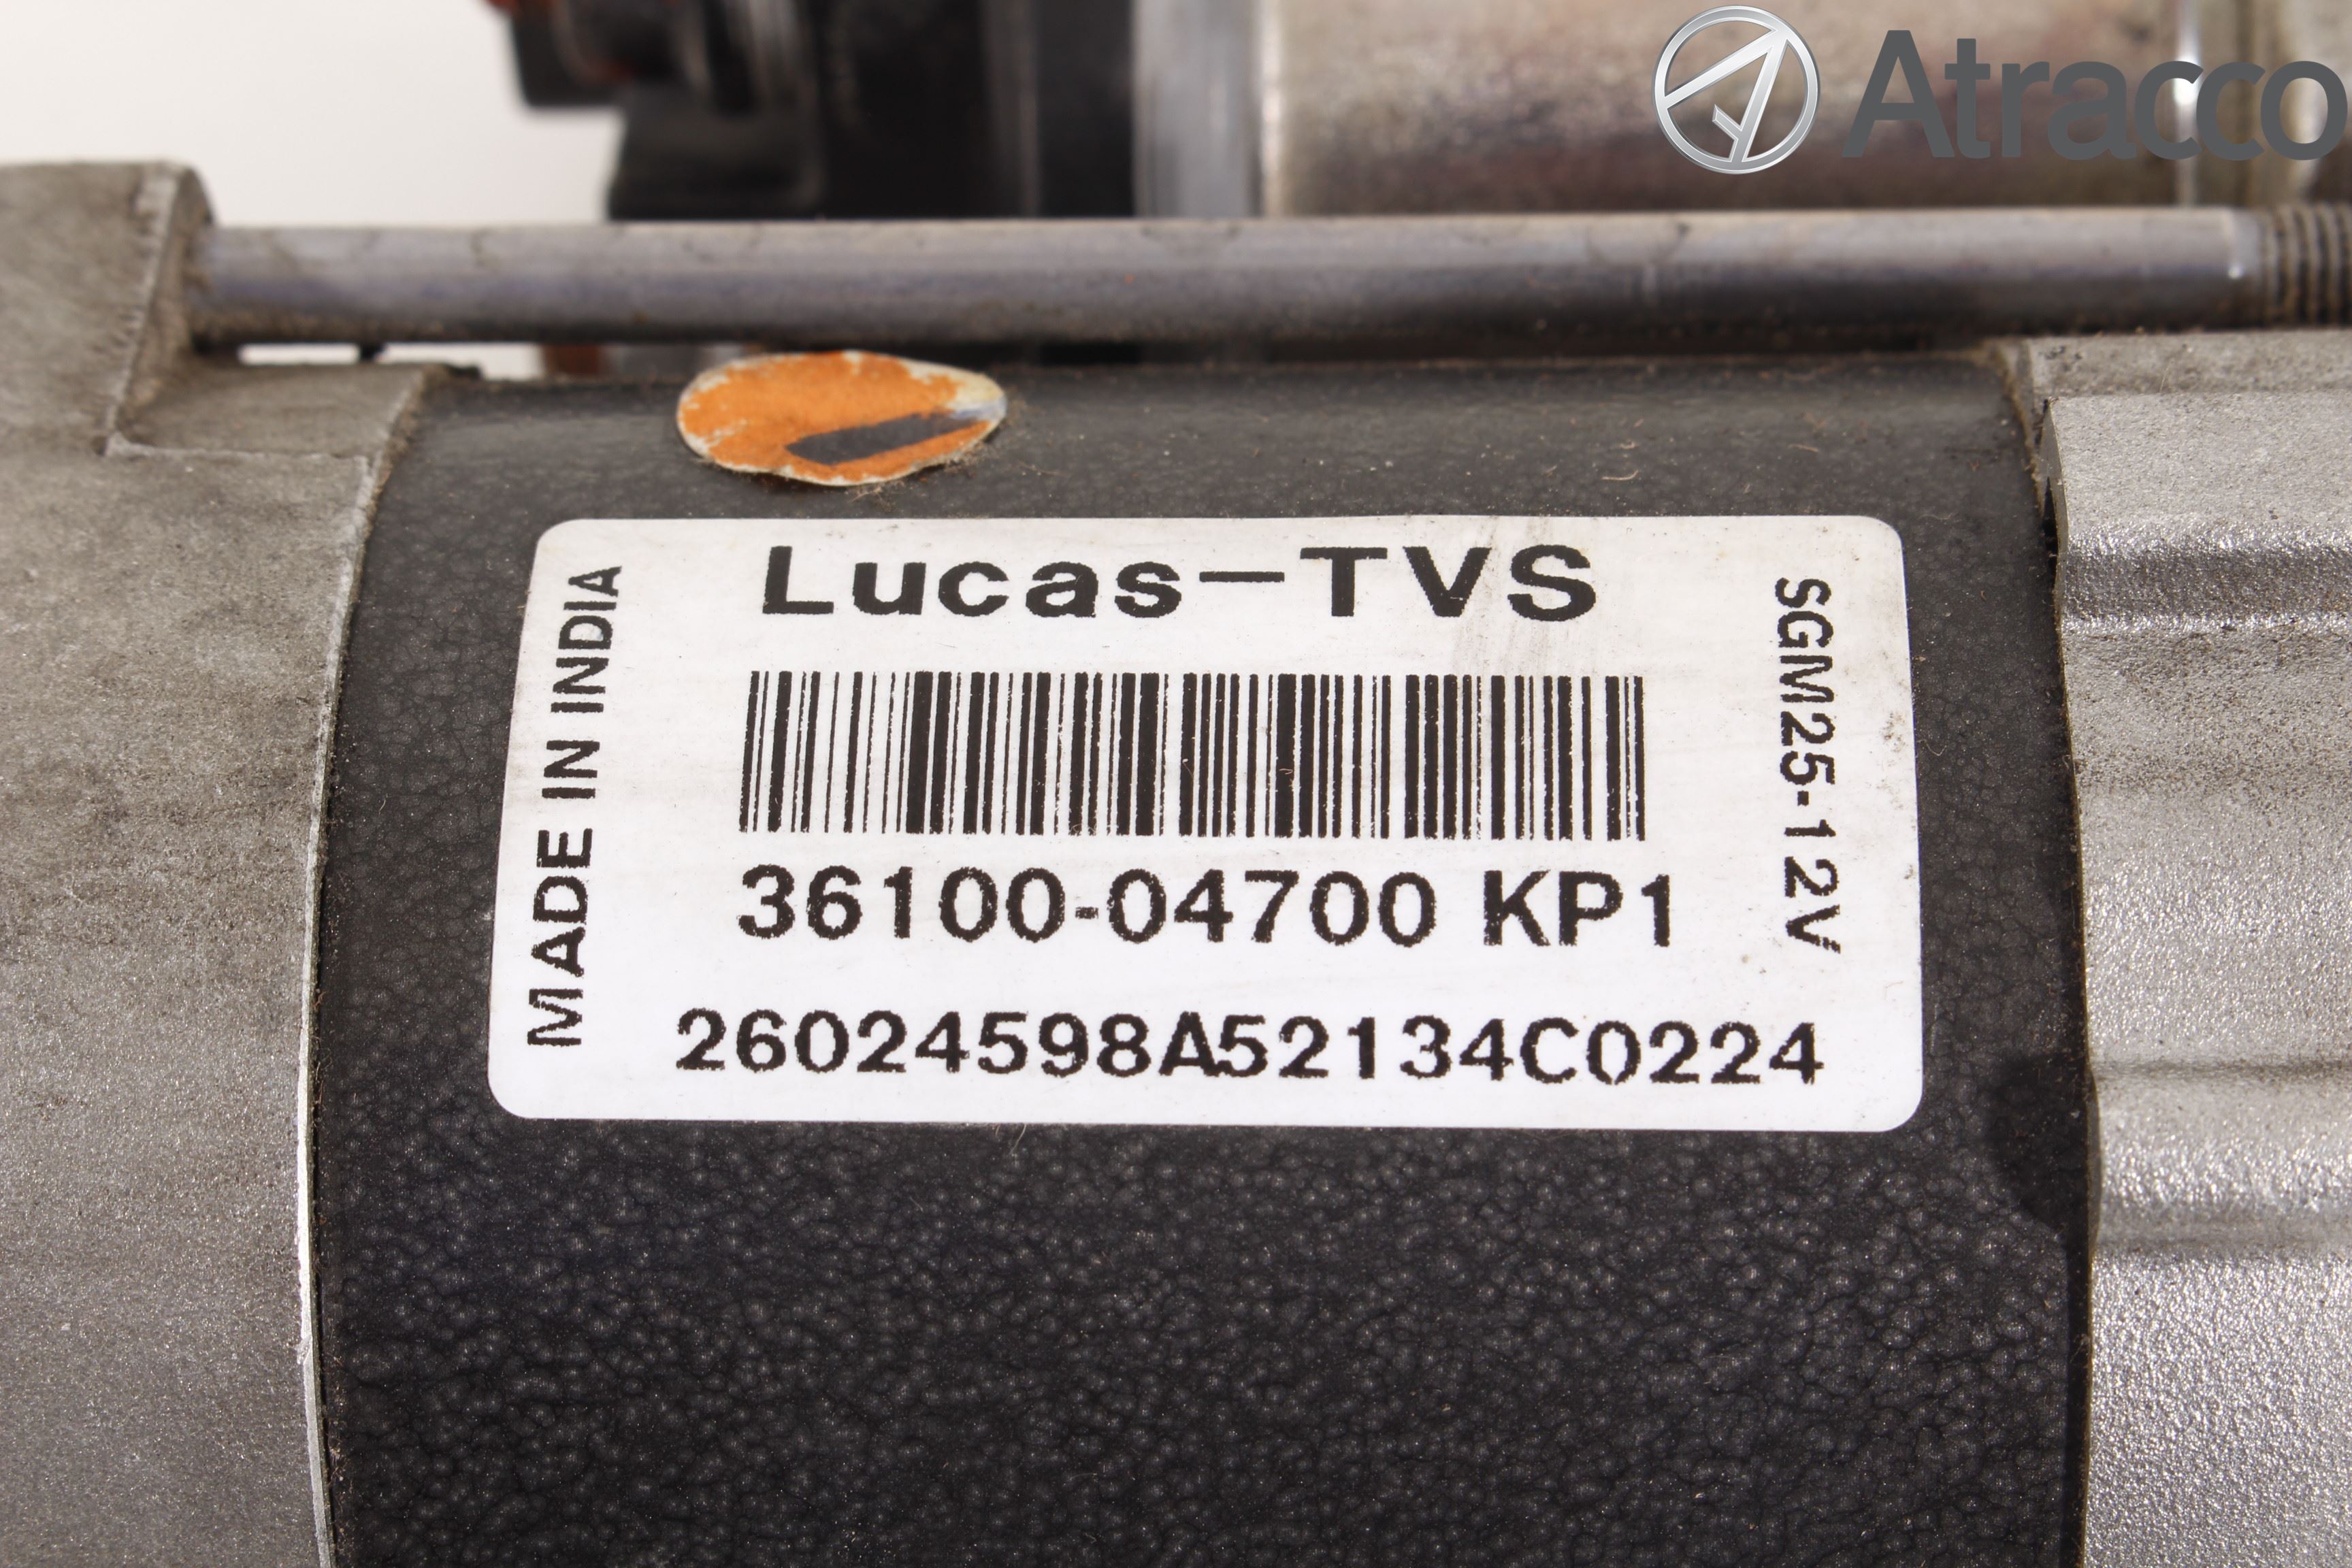 Atracco
Lucas-TVS
MADE IN INDIA
SGM25-12V
36100-04700 KP1
26024598A52134C0224